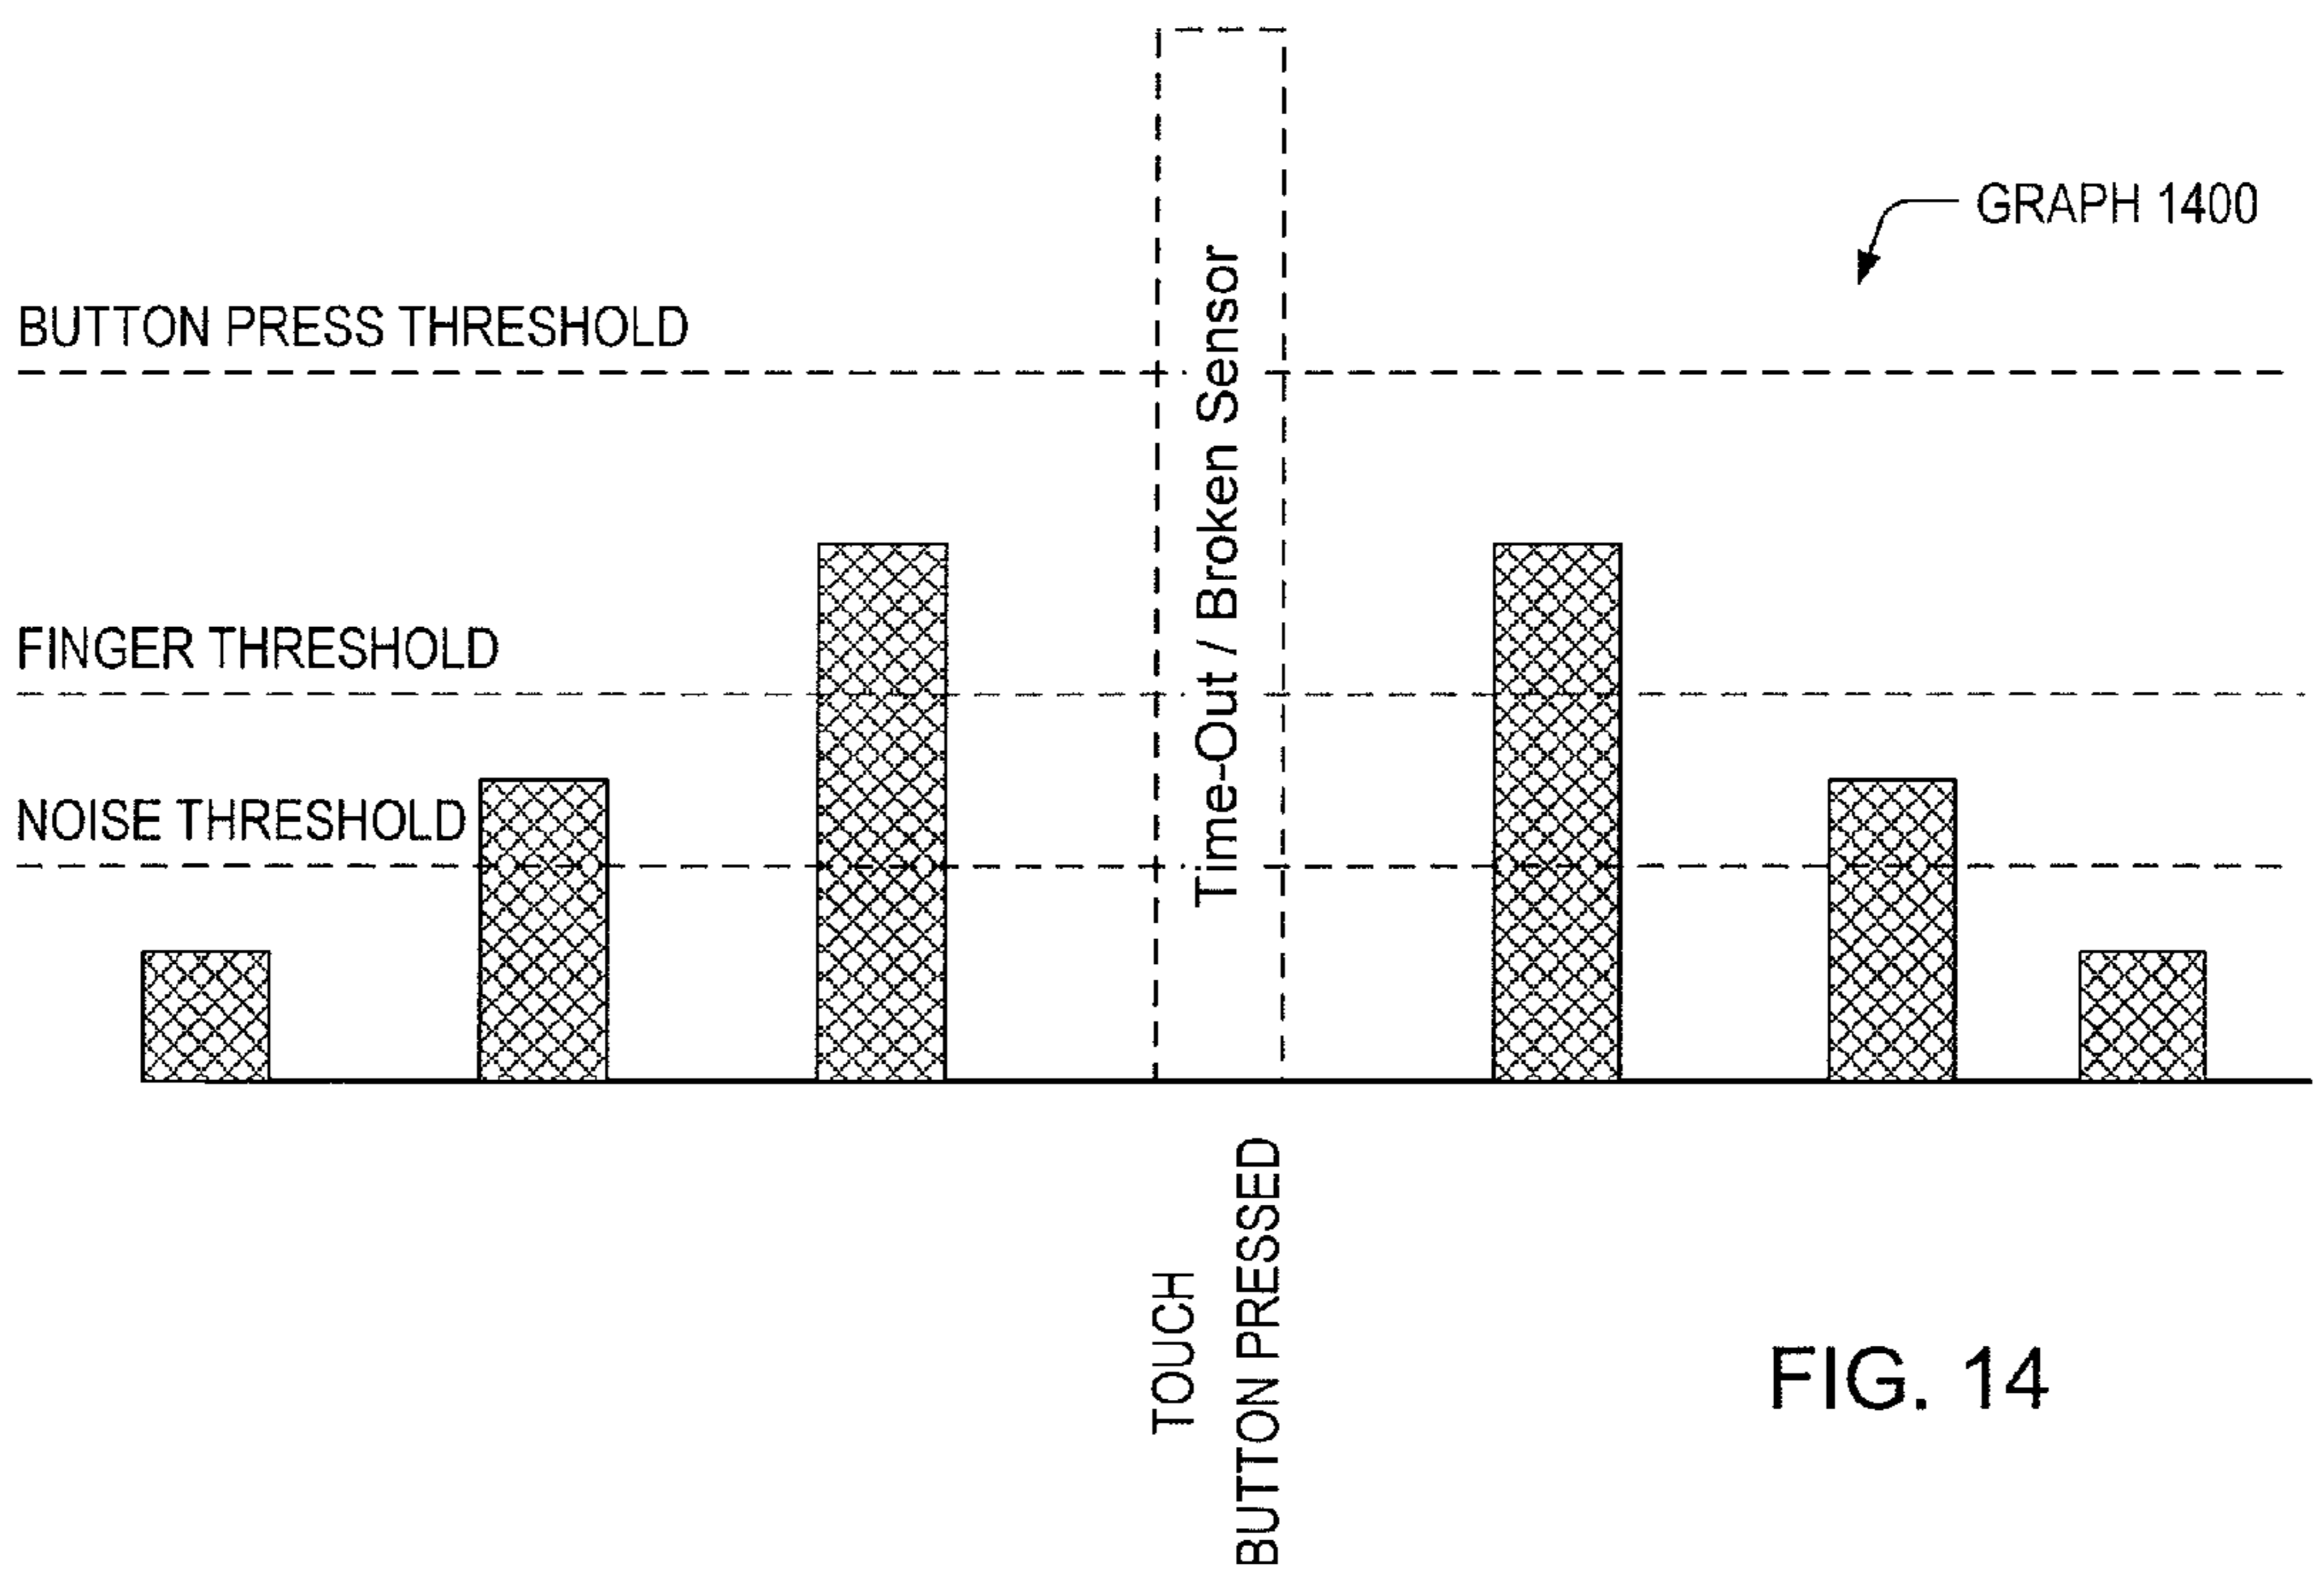 GRAPH 1400
BUTTON PRESS THRESHOLD
Time-Out / Broken Sensor
FINGER THRESHOLD
NOISE THRESHOLD
TOUCH
BUTTON PRESSED
FIG. 14